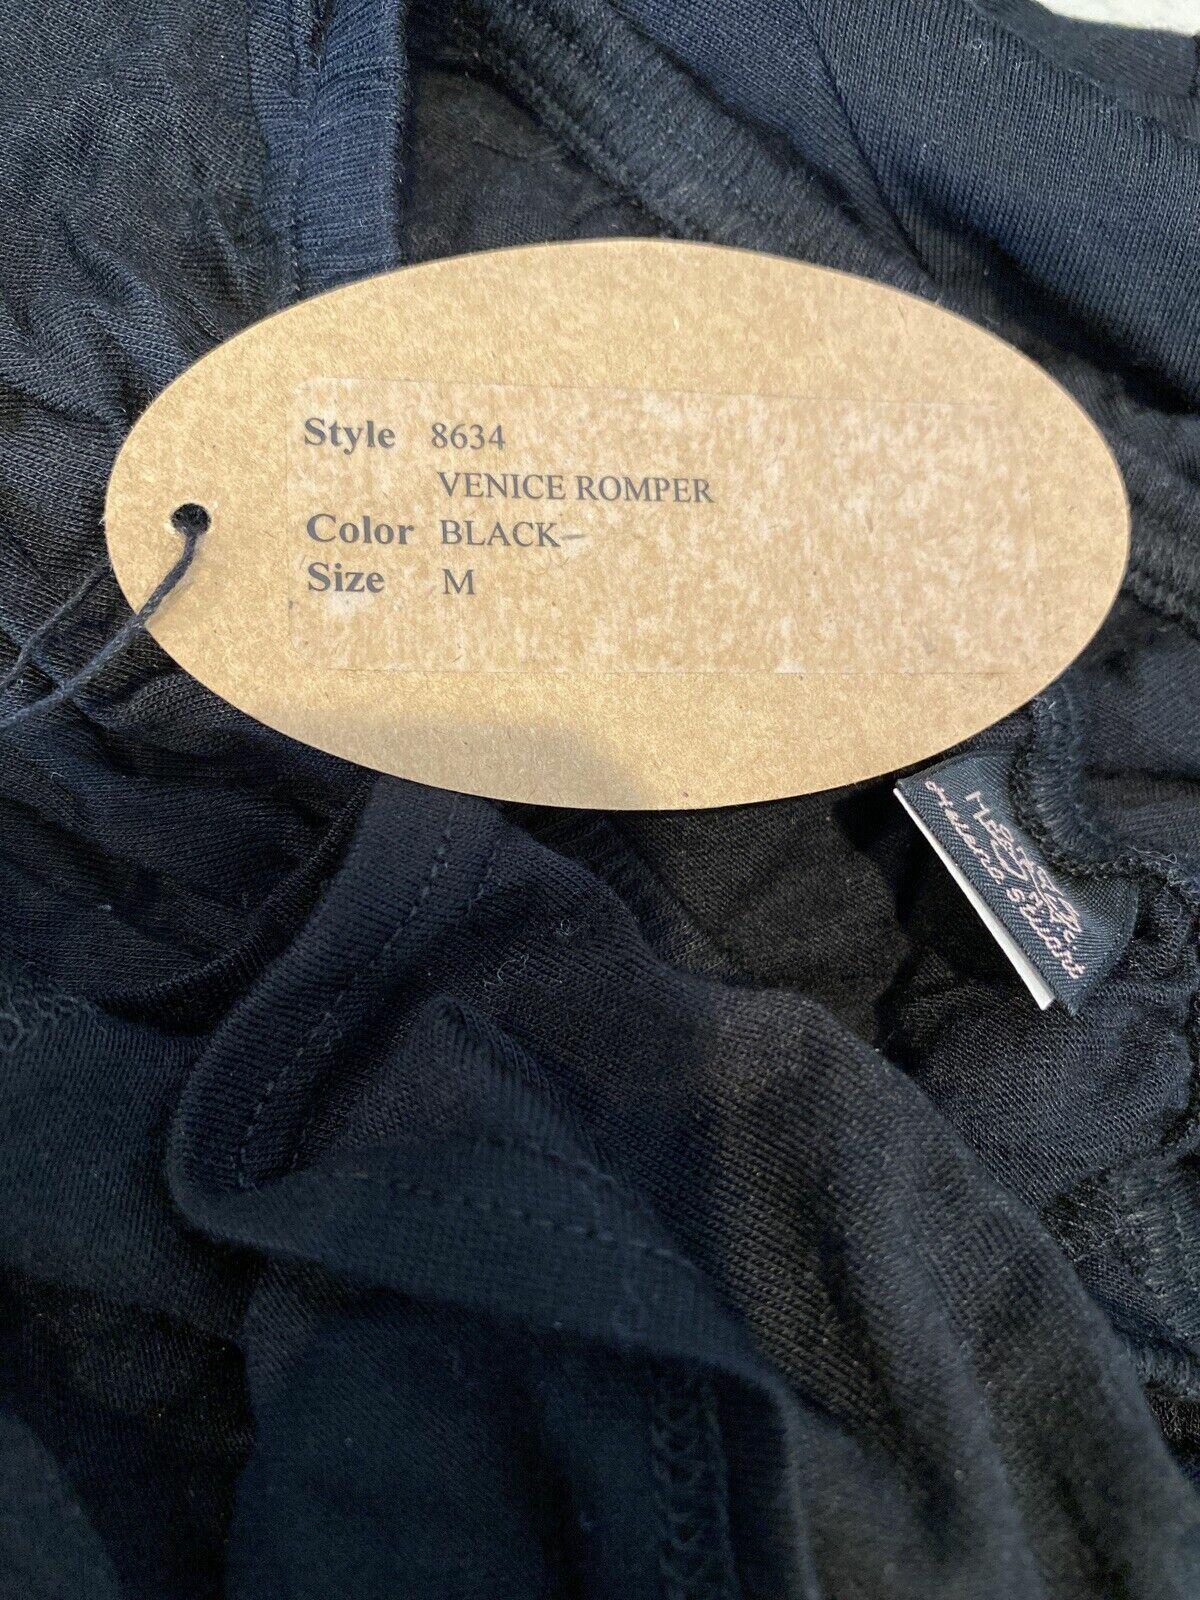 Style 8634
VENICE ROMPER
Color BLACK
Size M